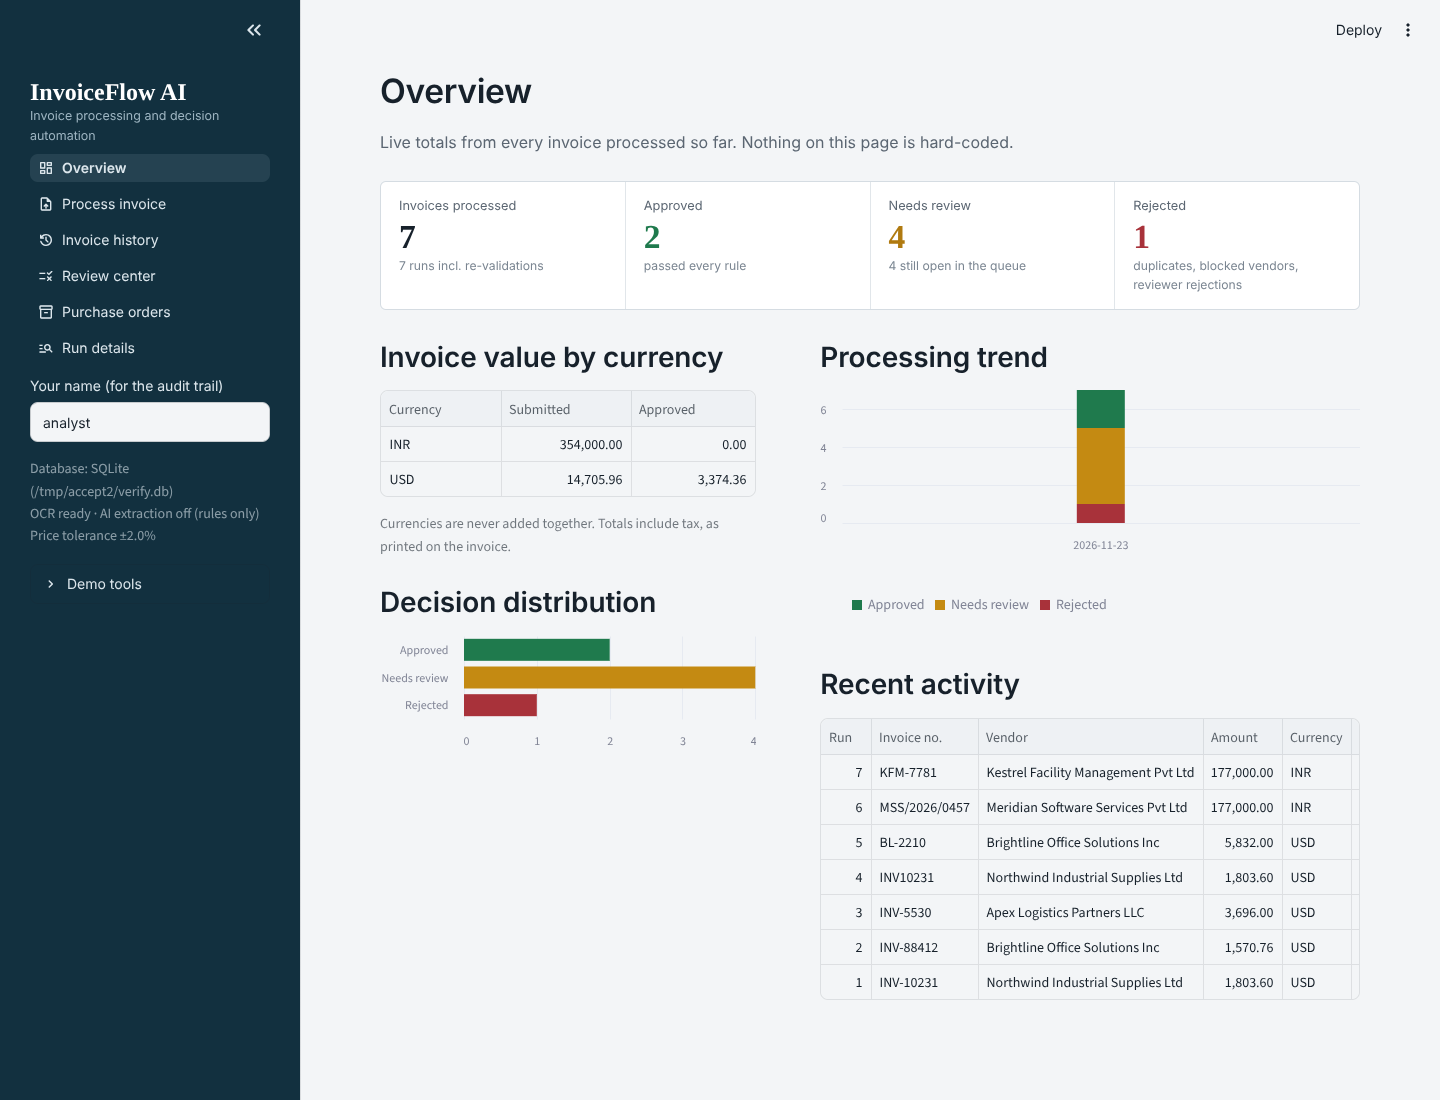 InvoiceFlow AI
Invoice processing and decision
automation
Overview
Process invoice
Invoice history
Review center
Purchase orders
Run details
Your name (for the audit trail)
analyst
Database: SQLite
(/tmp/accept2/verify.db)
OCR ready · AI extraction off (rules only)
Price tolerance ±2.0%
Demo tools
Deploy
Overview
Live totals from every invoice processed so far. Nothing on this page is hard-coded.
Invoices processed
7
7 runs incl. re-validations
Approved
2
passed every rule
Needs review
4
4 still open in the queue
Rejected
1
duplicates, blocked vendors,
reviewer rejections
Invoice value by currency
Currency Submitted Approved
INR 354,000.00 0.00
USD 14,705.96 3,374.36
Currencies are never added together. Totals include tax, as
printed on the invoice.
Decision distribution
Approved
Needs review
Rejected
0 1 2 3 4
Processing trend
6
4
2
0
2026-11-23
Approved Needs review Rejected
Recent activity
Run Invoice no. Vendor Amount Currency
7 KFM-7781 Kestrel Facility Management Pvt Ltd 177,000.00 INR
6 MSS/2026/0457 Meridian Software Services Pvt Ltd 177,000.00 INR
5 BL-2210 Brightline Office Solutions Inc 5,832.00 USD
4 INV10231 Northwind Industrial Supplies Ltd 1,803.60 USD
3 INV-5530 Apex Logistics Partners LLC 3,696.00 USD
2 INV-88412 Brightline Office Solutions Inc 1,570.76 USD
1 INV-10231 Northwind Industrial Supplies Ltd 1,803.60 USD